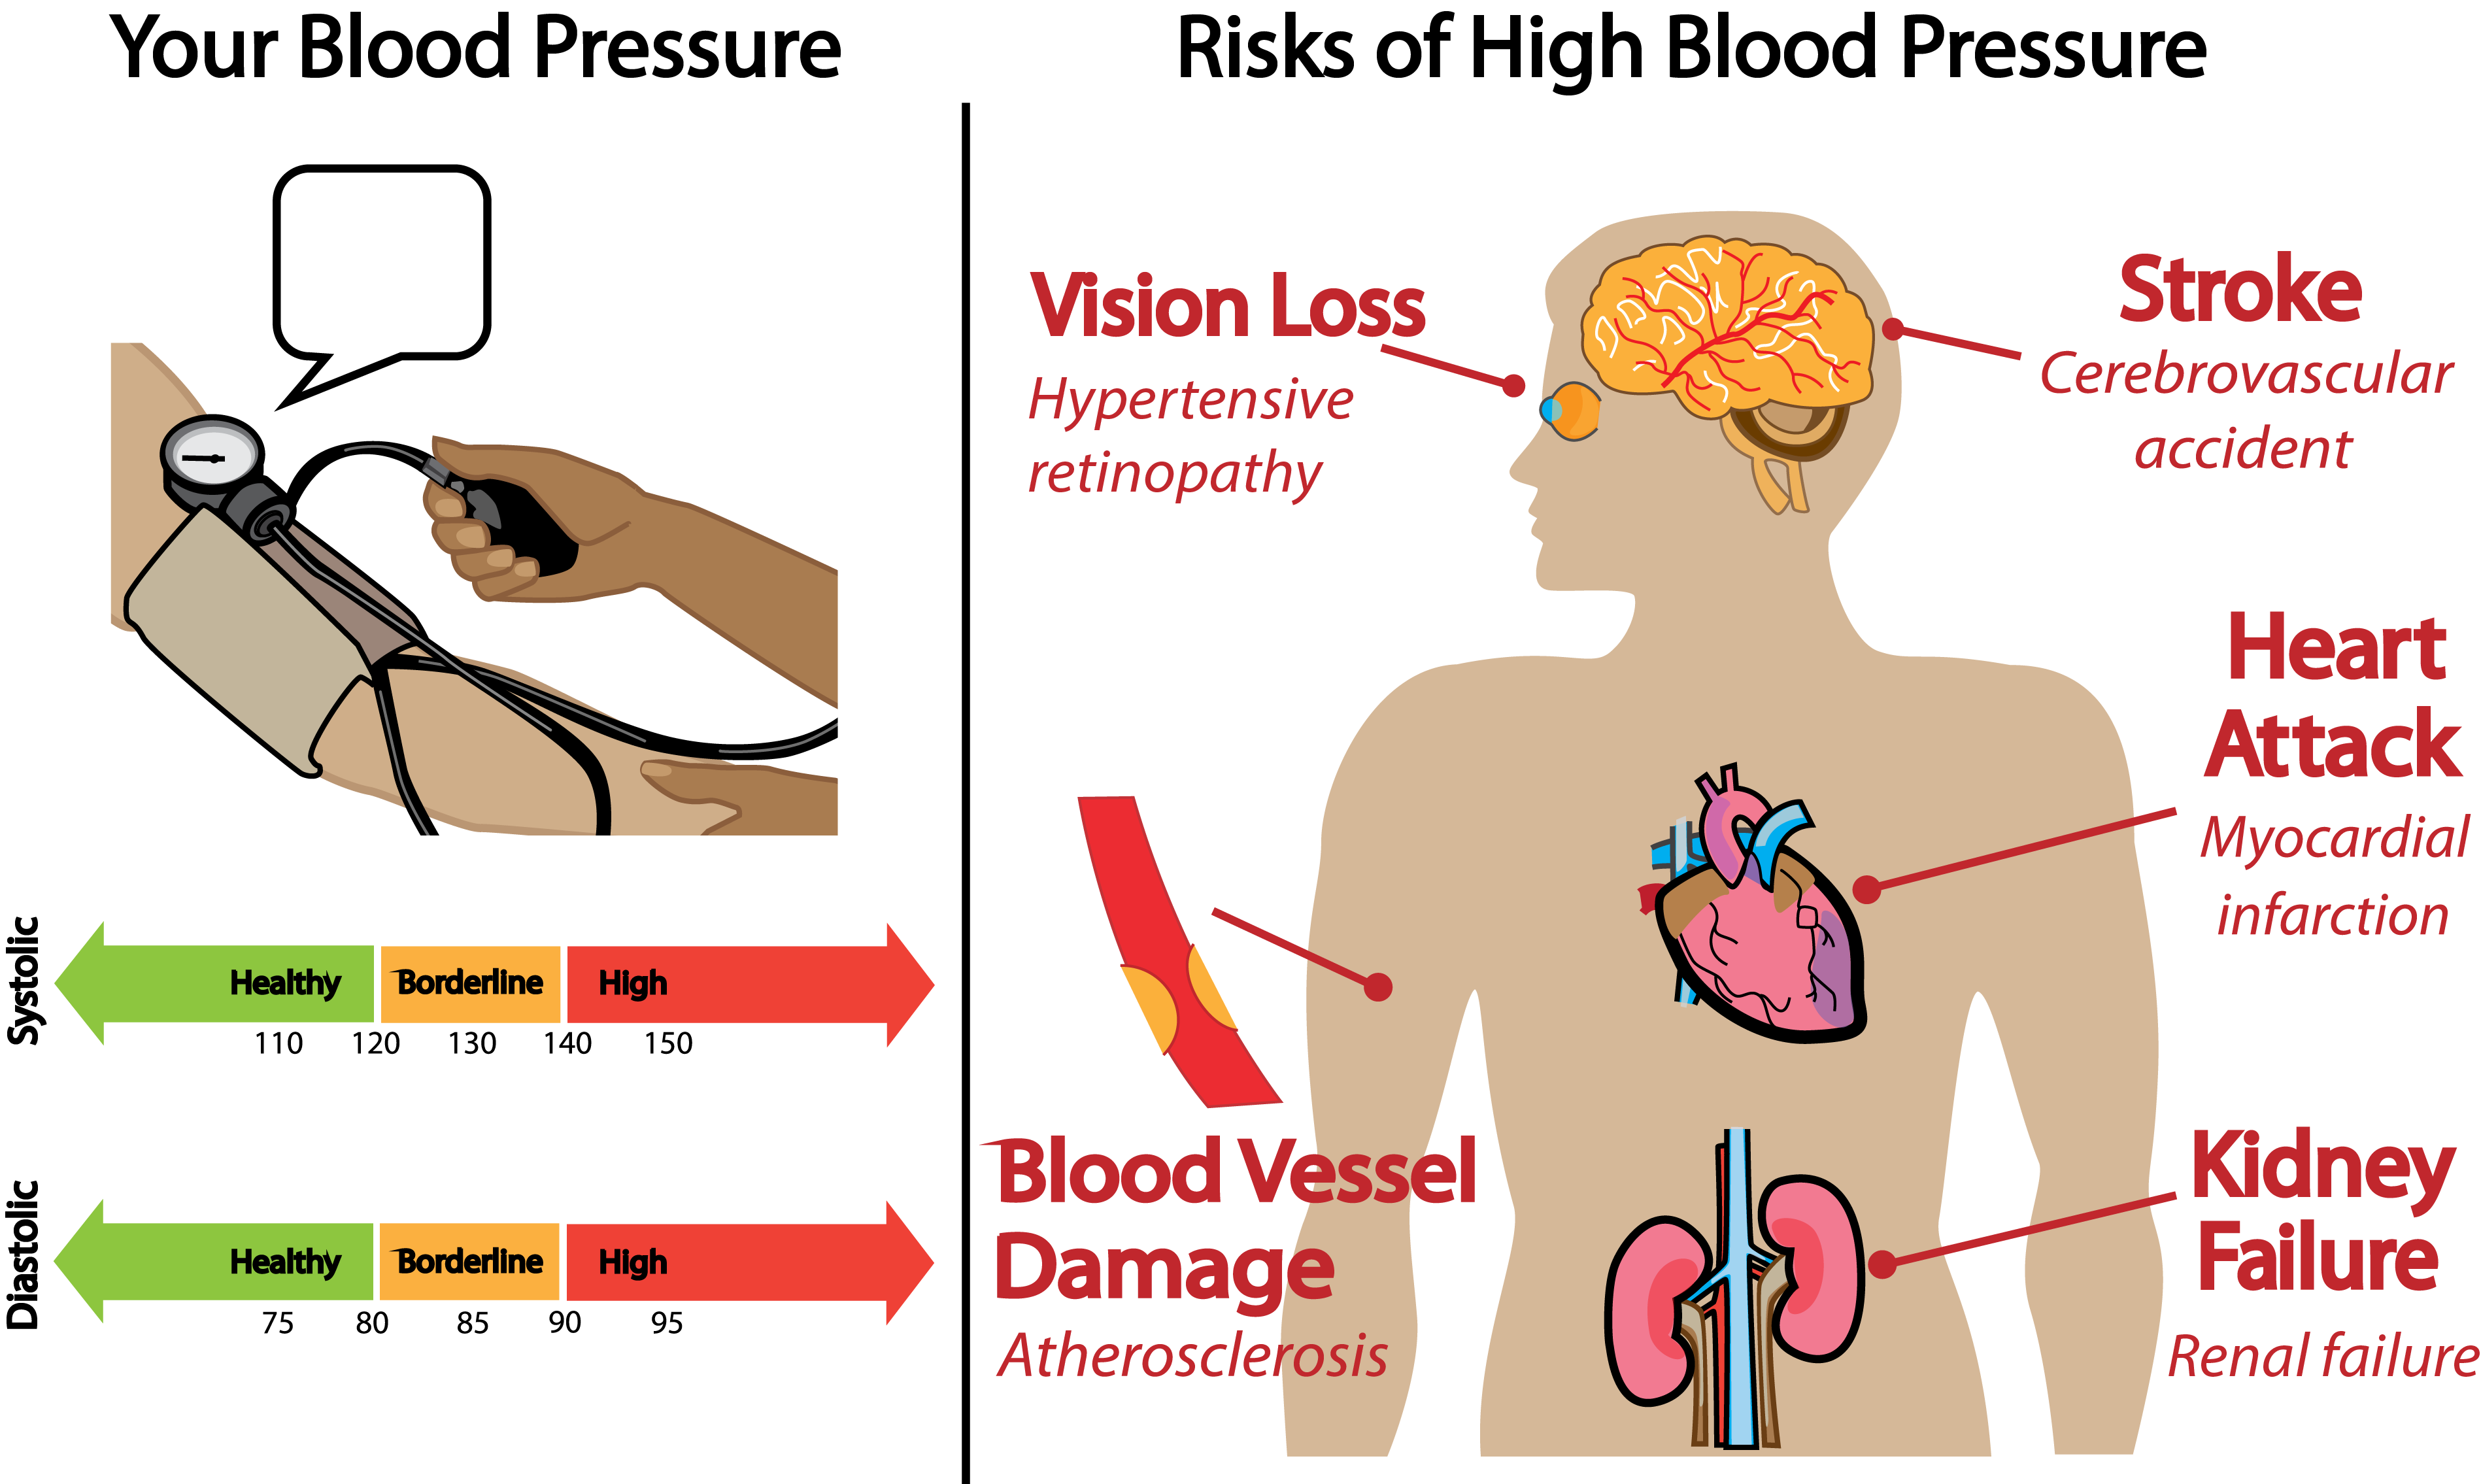 Your Blood Pressure
Systolic
Healthy Borderline High
110 120 130 140 150
Diastolic
Healthy Borderline High
75 80 85 90 95
Risks of High Blood Pressure
Vision Loss
Hypertensive
retinopathy
Stroke
Cerebrovascular
accident
Heart
Attack
Myocardial
infarction
Blood Vessel
Damage
Atherosclerosis
Kidney
Failure
Renal failure